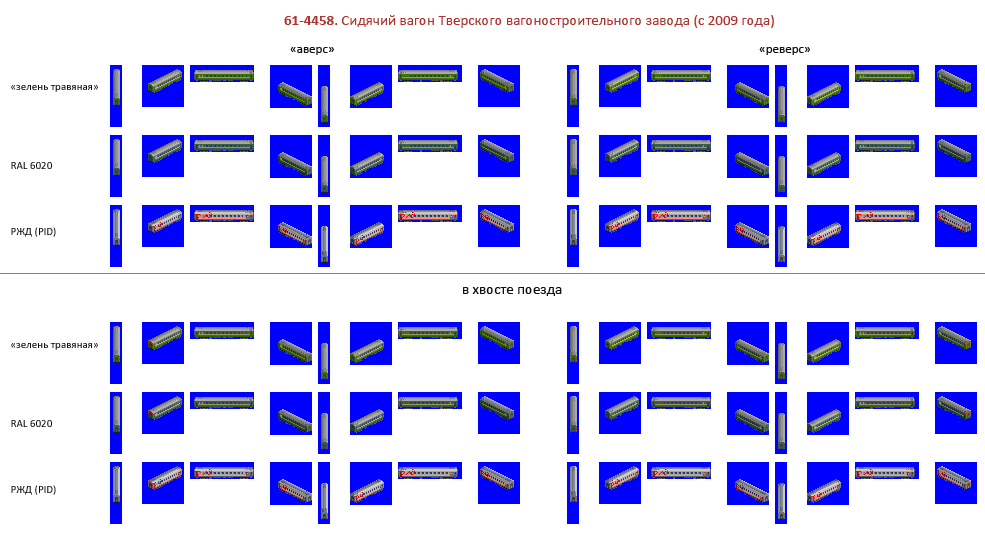 61-4458. Сидячий вагон Тверского вагоностроительного завода (с 2009 года)
«аверс» «реверс»
«зелень травяная»
RAL 6020
РЖД (PID)
в хвосте поезда
«зелень травяная»
RAL 6020
РЖД (PID)